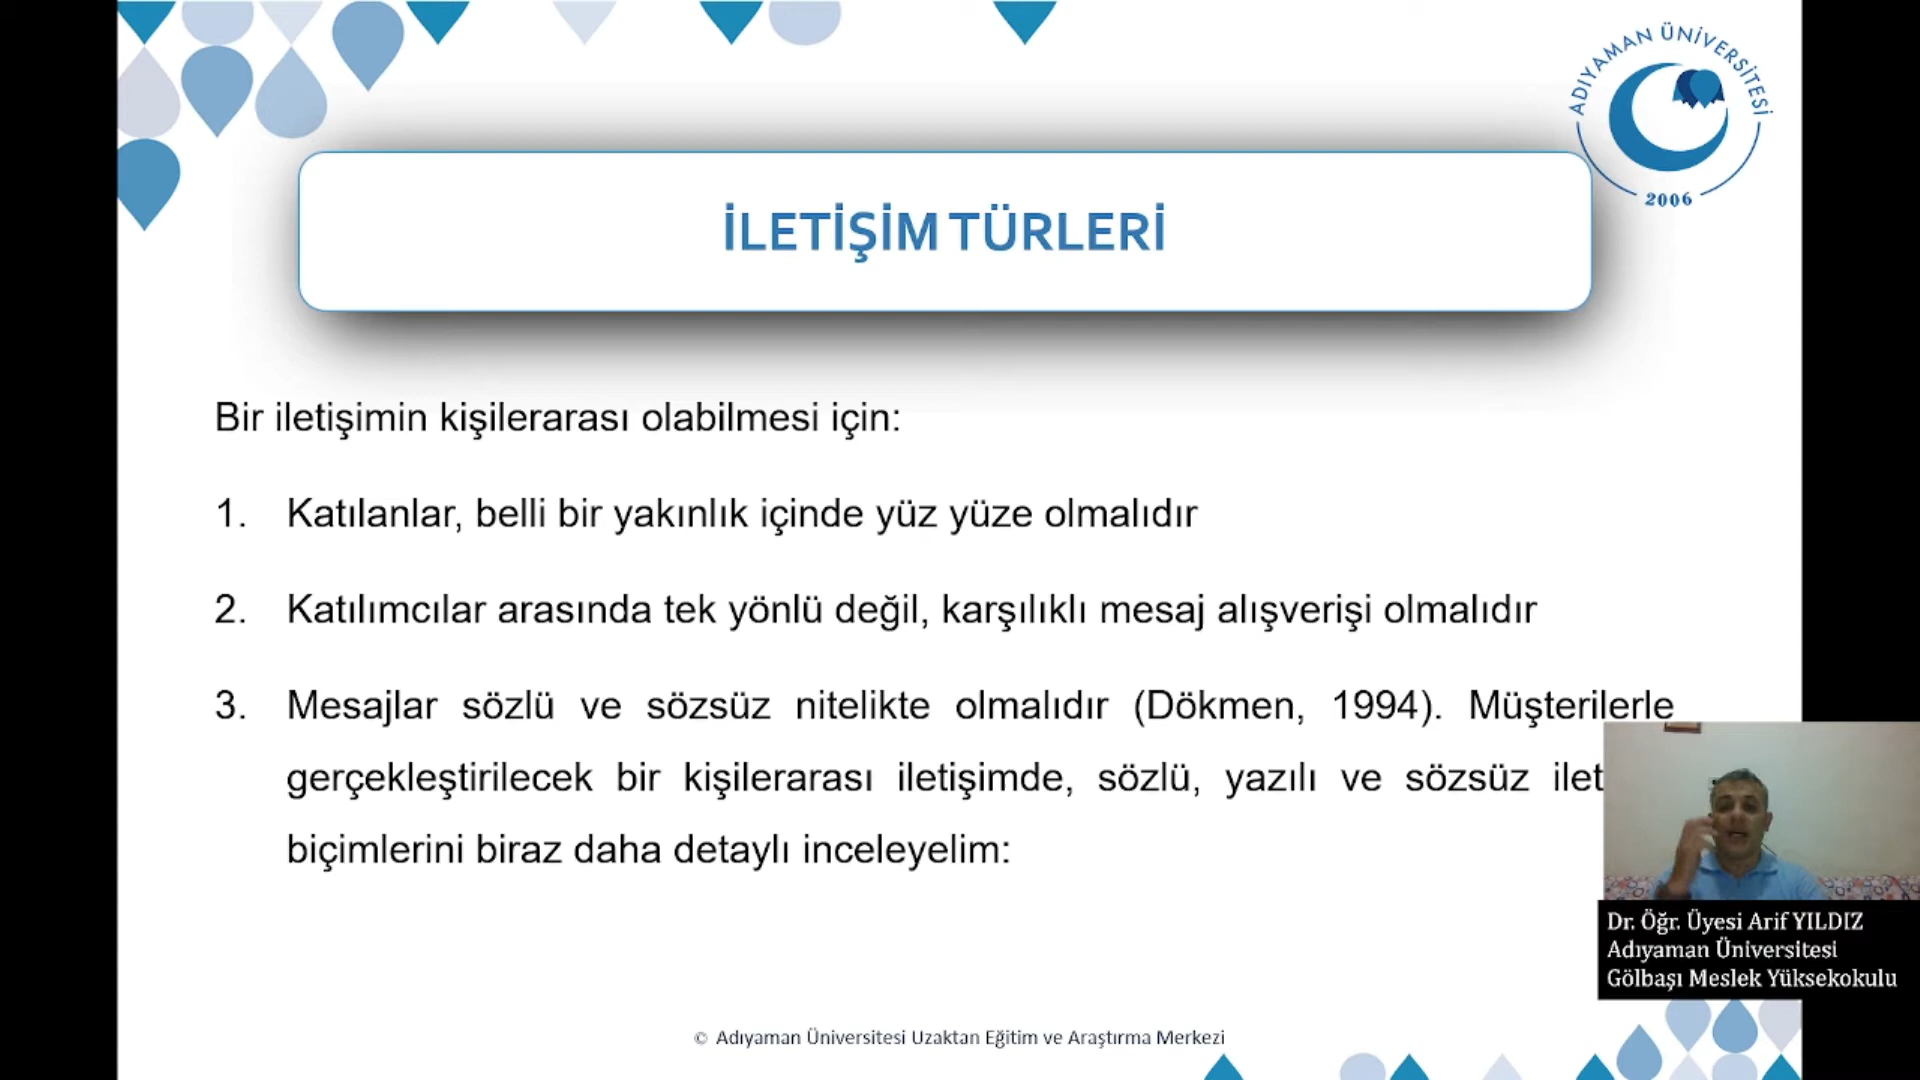 ADIYAMAN ÜNİVERSİTESİ
2006
İLETİŞİM TÜRLERİ
Bir iletişimin kişilerarası olabilmesi için:
1. Katılanlar, belli bir yakınlık içinde yüz yüze olmalıdır
2. Katılımcılar arasında tek yönlü değil, karşılıklı mesaj alışverişi olmalıdır
3. Mesajlar sözlü ve sözsüz nitelikte olmalıdır (Dökmen, 1994). Müşterilerle
gerçekleştirilecek bir kişilerarası iletişimde, sözlü, yazılı ve sözsüz
biçimlerini biraz daha detaylı inceleyelim:
Dr. Öğr. Üyesi Arif YILDIZ
Adıyaman Üniversitesi
Gölbaşı Meslek Yüksekokulu
© Adıyaman Üniversitesi Uzaktan Eğitim ve Araştırma Merkezi